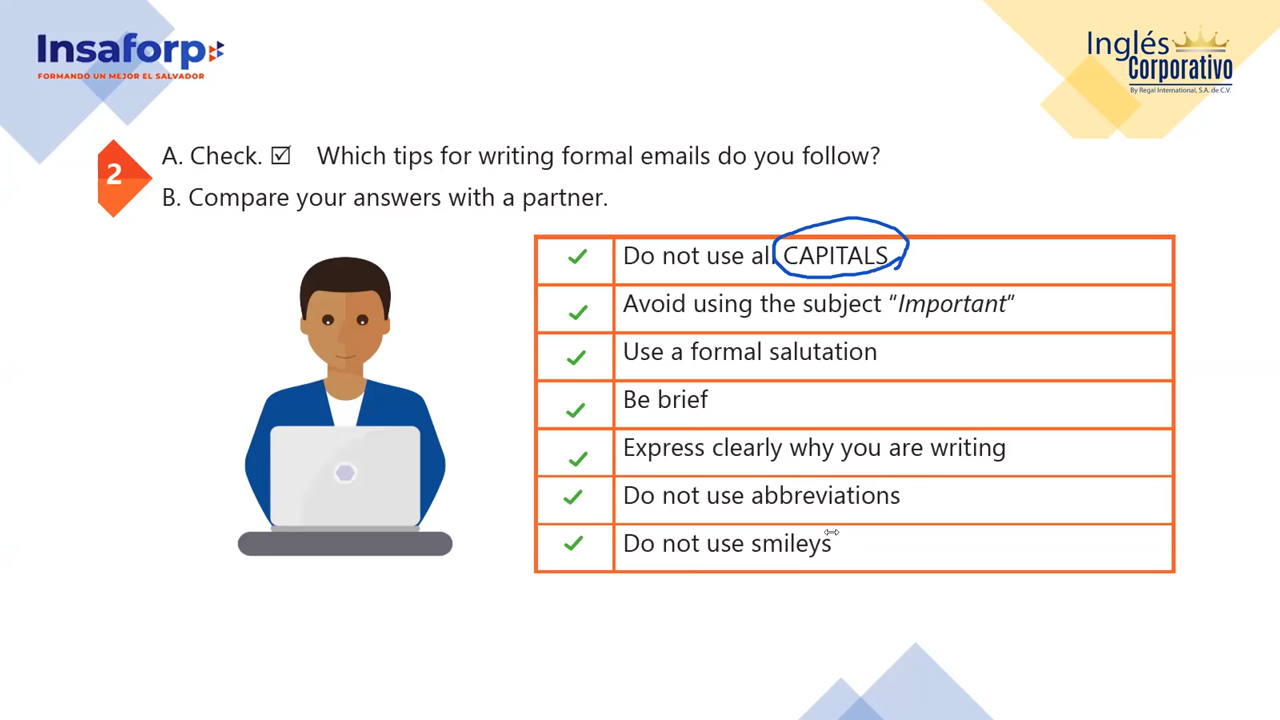 Insaforp
FORMANDO UN MEJOR EL SALVADOR
Inglés
Corporativo
By Regal International, S.A. de C.V.
2
A. Check. ☑ Which tips for writing formal emails do you follow?
B. Compare your answers with a partner.
✓ Do not use all CAPITALS
✓ Avoid using the subject “Important”
✓ Use a formal salutation
✓ Be brief
✓ Express clearly why you are writing
✓ Do not use abbreviations
✓ Do not use smileys